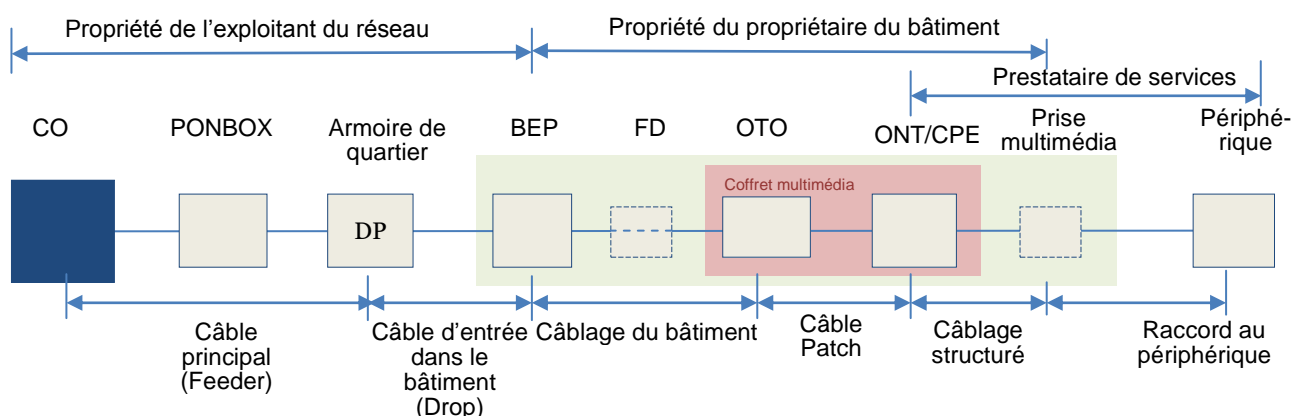 Propriété de l'exploitant du réseau
Propriété du propriétaire du bâtiment
Prestataire de services
CO
PONBOX
Armoire de
quartier
BEP
FD
OTO
ONT/CPE
Prise
multimédia
Périphé-
rique
Coffret multimédia
DP
Câble
principal
(Feeder)
Câble d'entrée
dans le
bâtiment
(Drop)
Câblage du bâtiment
Câble
Patch
Câblage
structuré
Raccord au
périphérique